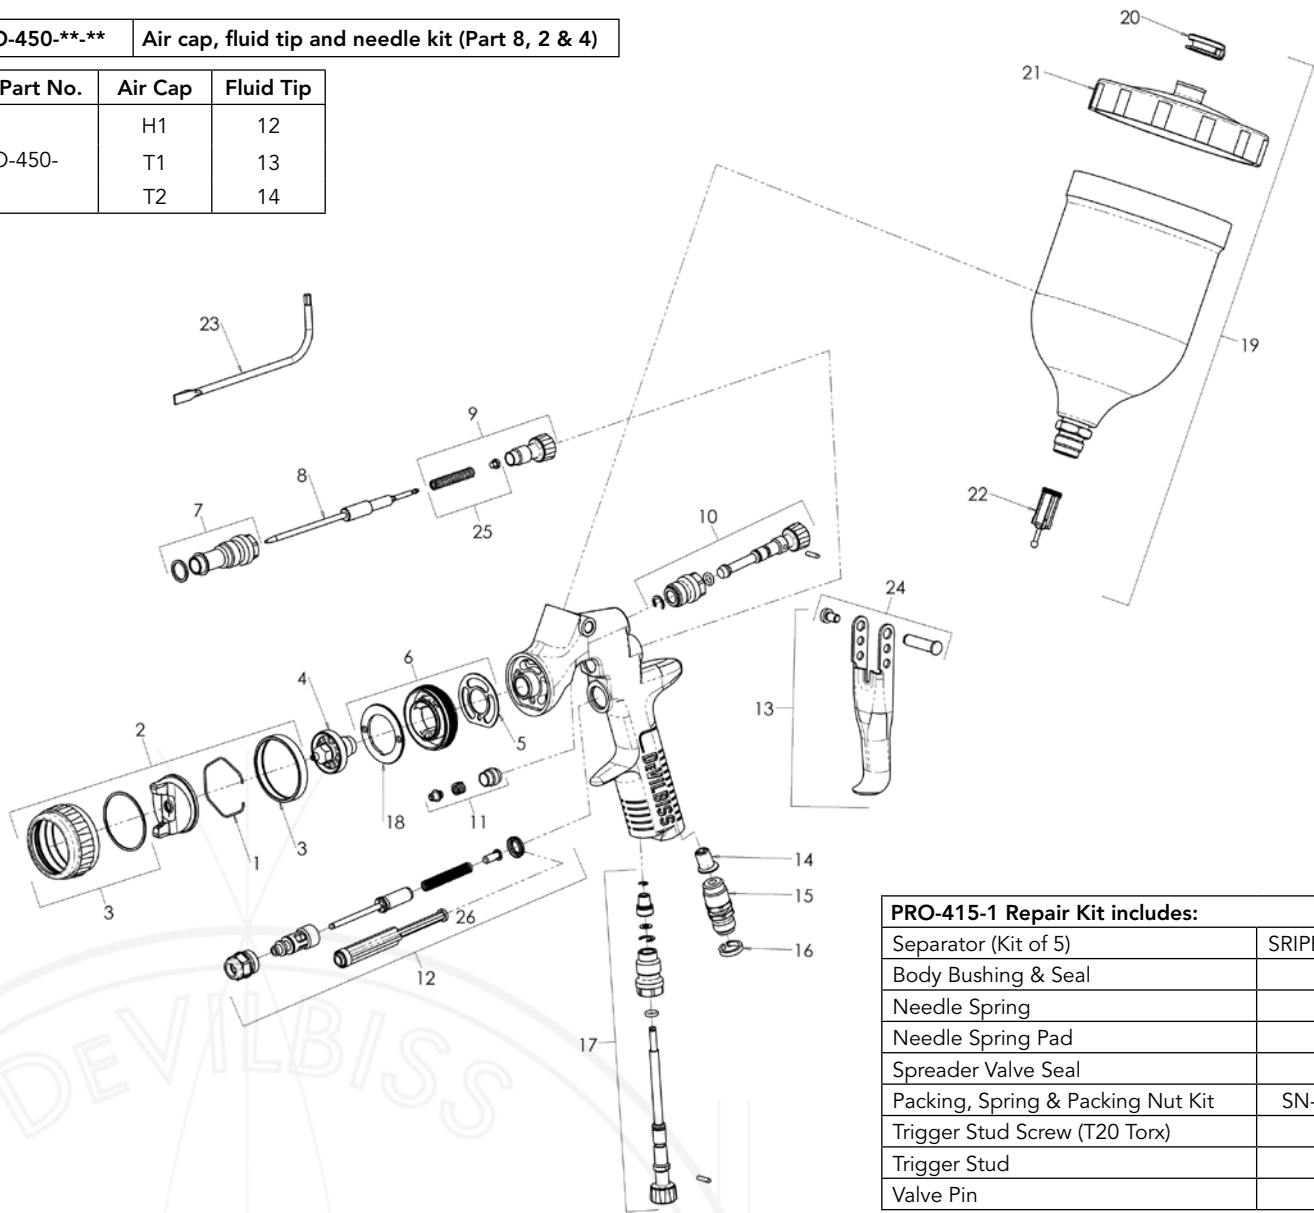 O-450-**-**
Air cap, fluid tip and needle kit (Part 8, 2 & 4)
Part No. Air Cap Fluid Tip
H1 12
O-450- T1 13
T2 14
20
21
19
22
23
9
8
25
7
10
24
13
6
4
5
2
18
11
3
1
3
26
12
14
15
16
17
DEVILBISS
DEVILBISS
PRO-415-1 Repair Kit includes:
Separator (Kit of 5)
Body Bushing & Seal
Needle Spring
Needle Spring Pad
Spreader Valve Seal
Packing, Spring & Packing Nut Kit SN-
Trigger Stud Screw (T20 Torx)
Trigger Stud
Valve Pin